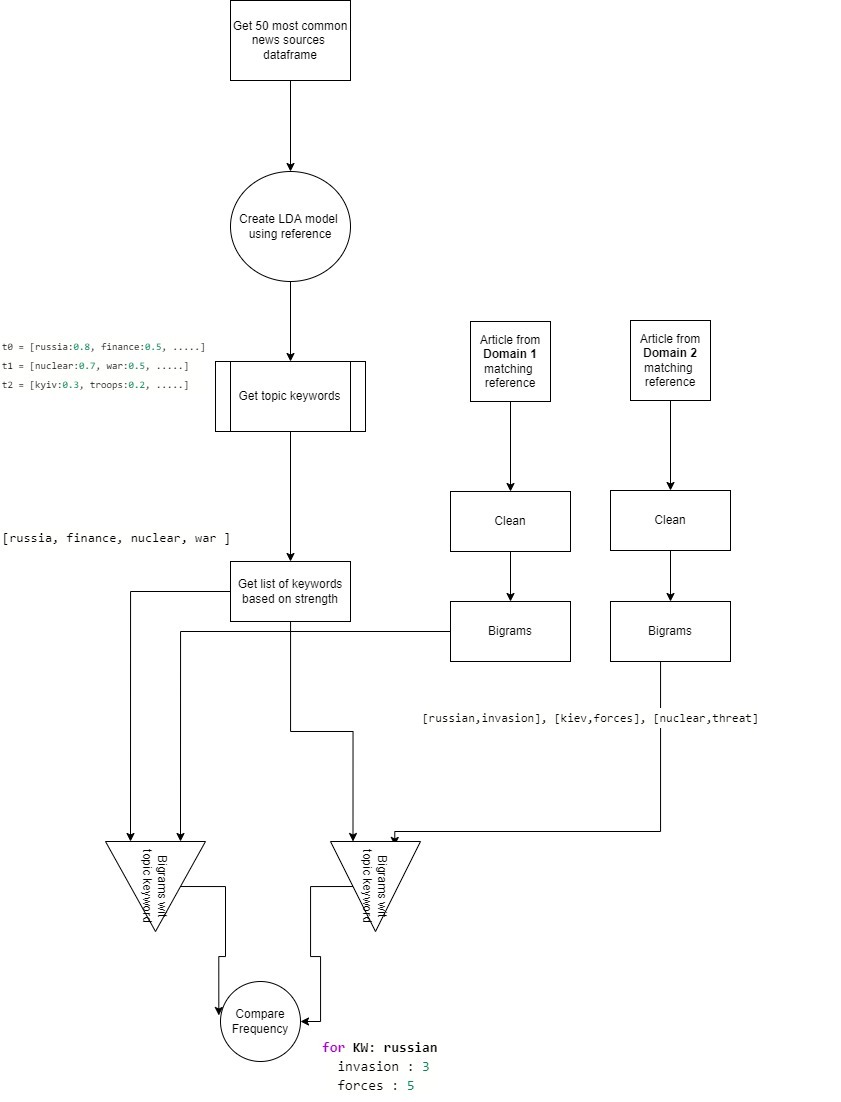 Get 50 most common
news sources
dataframe
Create LDA model
using reference
t0 = [russia:0.8, finance:0.5, .....]
t1 = [nuclear:0.7, war:0.5, .....]
t2 = [kyiv:0.3, troops:0.2, .....]
Get topic keywords
Article from
Domain 1
matching
reference
Article from
Domain 2
matching
reference
Clean
Clean
[russia, finance, nuclear, war ]
Get list of keywords
based on strength
Bigrams
Bigrams
[russian,invasion], [kiev,forces], [nuclear,threat]
Bigrams wit
topic keyword
Bigrams wit
topic keyword
Compare
Frequency
for KW: russian
invasion : 3
forces : 5